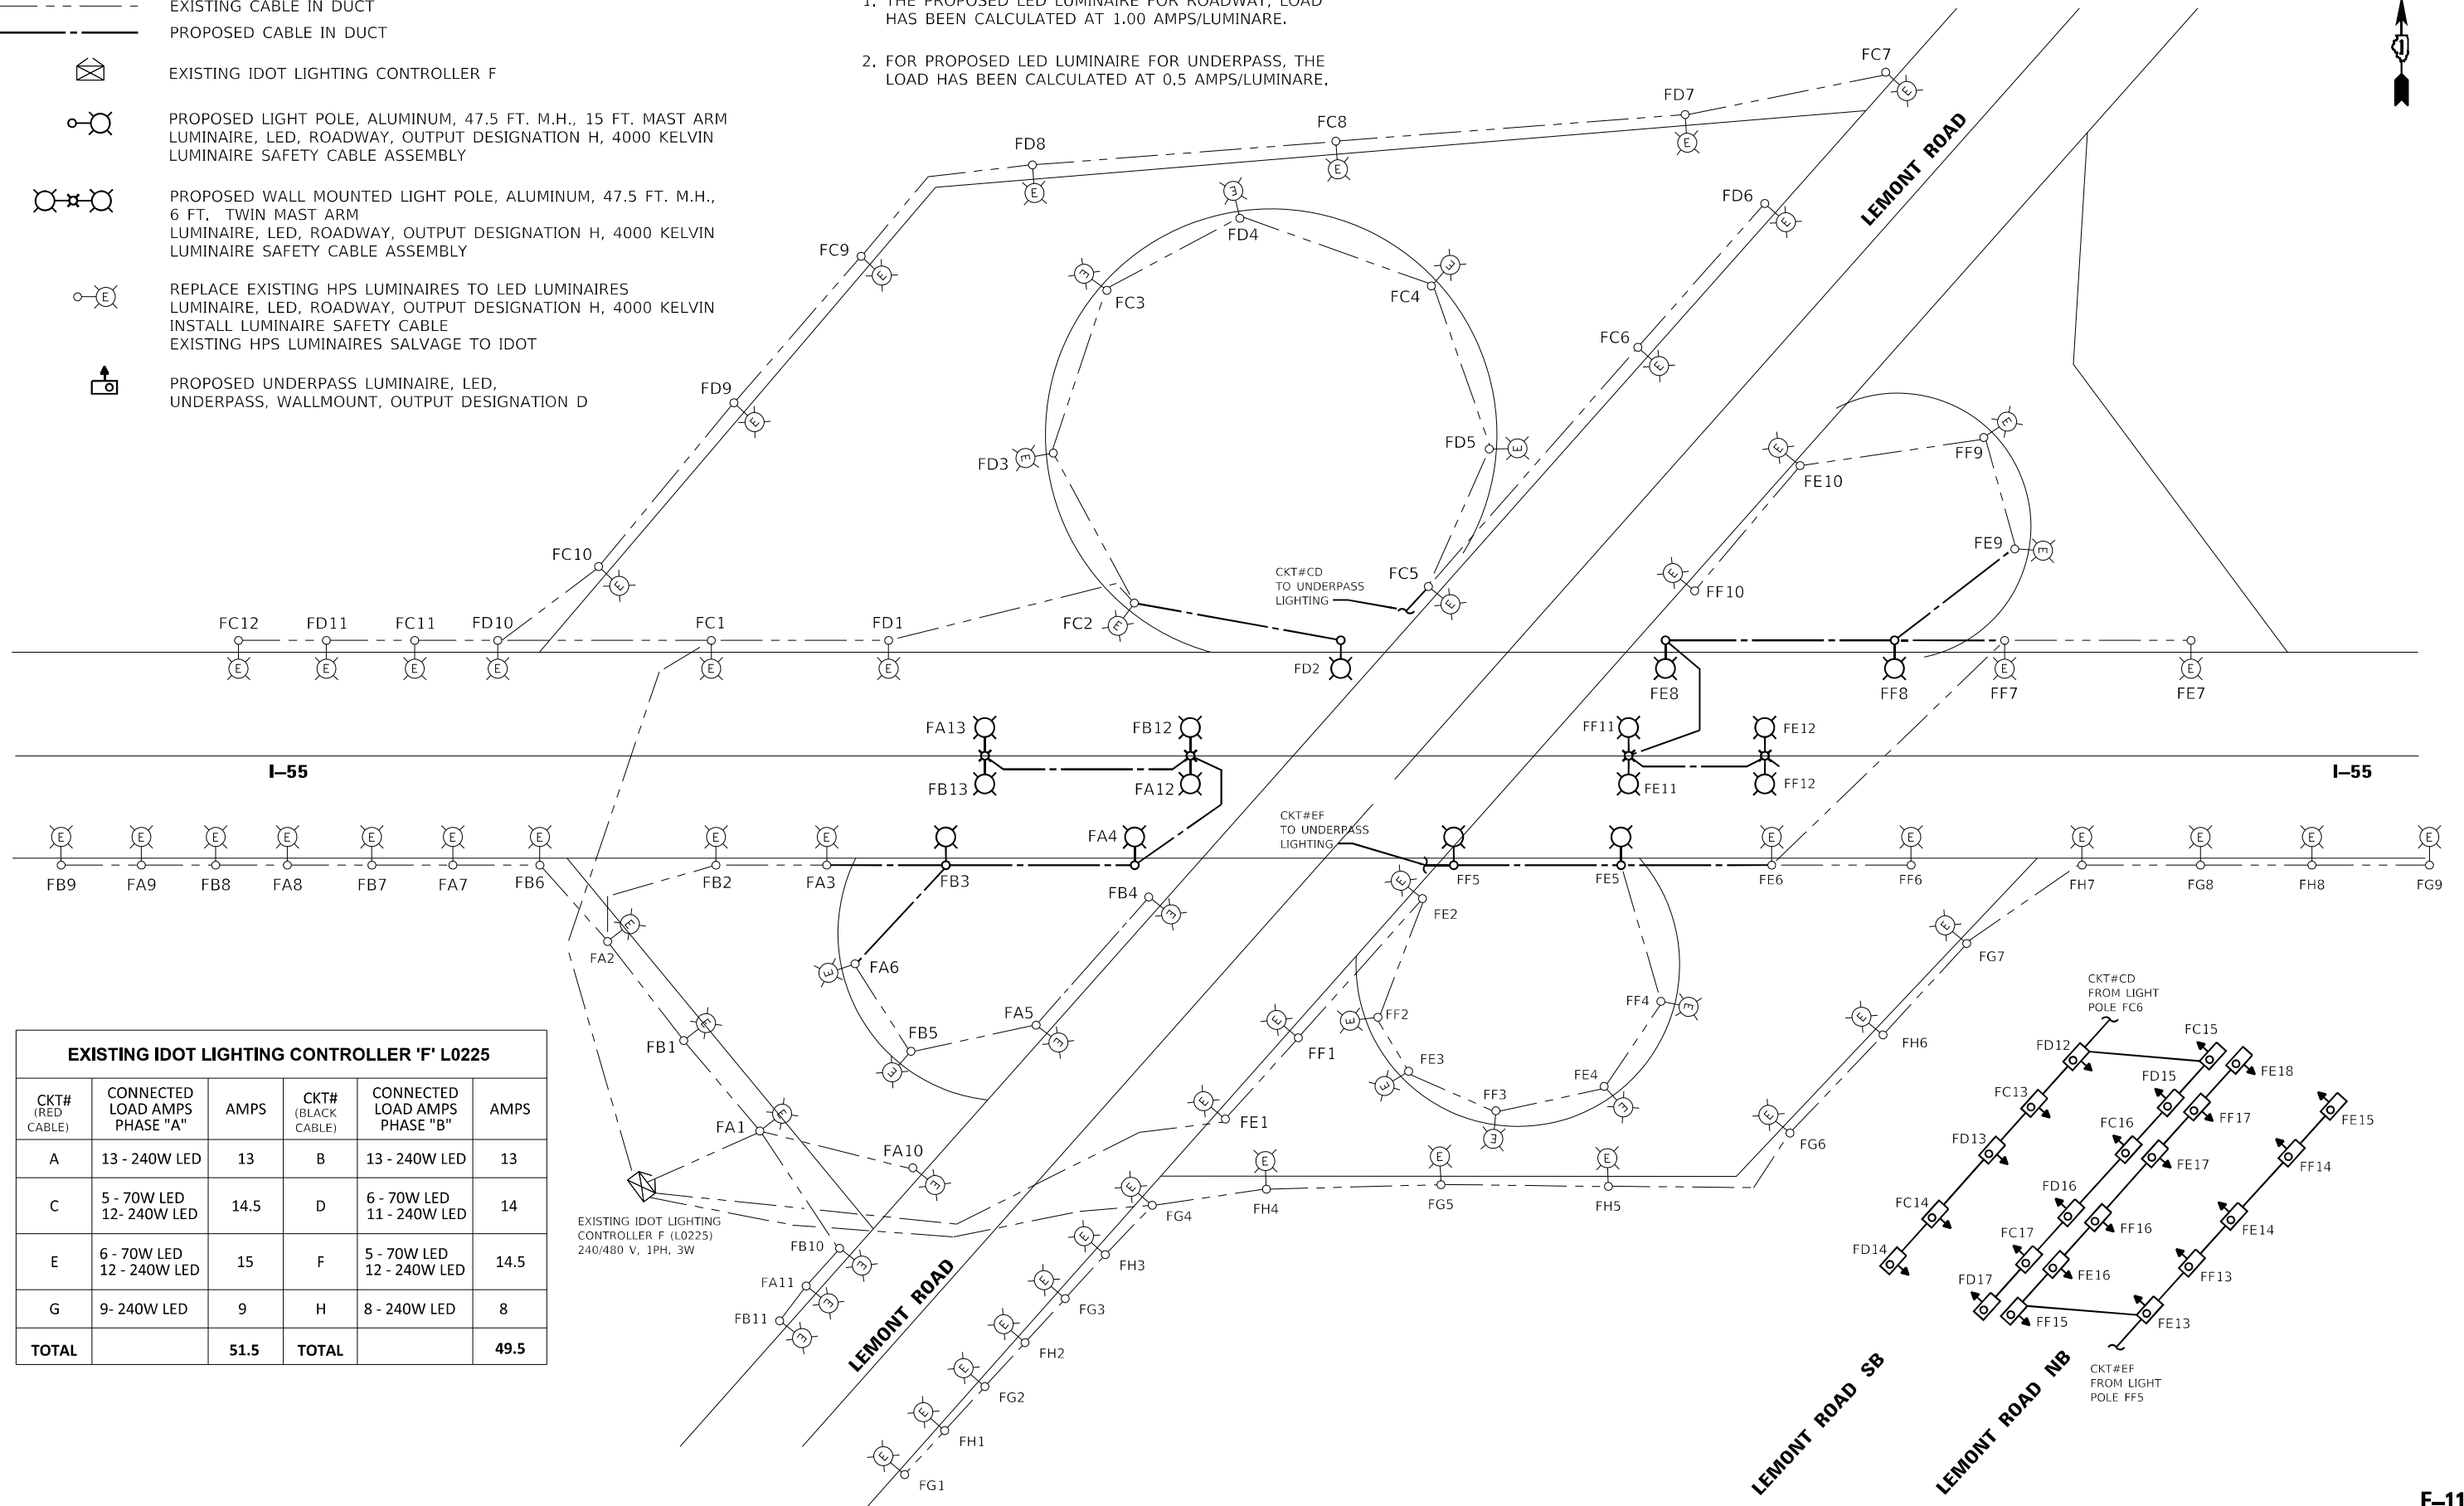 EXISTING CABLE IN DUCT
PROPOSED CABLE IN DUCT
EXISTING IDOT LIGHTING CONTROLLER F
PROPOSED LIGHT POLE, ALUMINUM, 47.5 FT. M.H., 15 FT. MAST ARM
LUMINAIRE, LED, ROADWAY, OUTPUT DESIGNATION H, 4000 KELVIN
LUMINAIRE SAFETY CABLE ASSEMBLY
PROPOSED WALL MOUNTED LIGHT POLE, ALUMINUM, 47.5 FT. M.H.,
6 FT. TWIN MAST ARM
LUMINAIRE, LED, ROADWAY, OUTPUT DESIGNATION H, 4000 KELVIN
LUMINAIRE SAFETY CABLE ASSEMBLY
E
REPLACE EXISTING HPS LUMINAIRES TO LED LUMINAIRES
LUMINAIRE, LED, ROADWAY, OUTPUT DESIGNATION H, 4000 KELVIN
INSTALL LUMINAIRE SAFETY CABLE
EXISTING HPS LUMINAIRES SALVAGE TO IDOT
PROPOSED UNDERPASS LUMINAIRE, LED,
UNDERPASS, WALLMOUNT, OUTPUT DESIGNATION D
1. THE PROPOSED LED LUMINAIRE FOR ROADWAY, LOAD
HAS BEEN CALCULATED AT 1.00 AMPS/LUMINARE.
2. FOR PROPOSED LED LUMINAIRE FOR UNDERPASS, THE
LOAD HAS BEEN CALCULATED AT 0.5 AMPS/LUMINARE.
FC7
FD7
FC8
FD8
LEMONT ROAD
FD6
FD4
FC9
FC3
FC4
FC6
FD9
FD3
FD5
FF9
FE10
FC10
FE9
CKT#CD
TO UNDERPASS
LIGHTING
FC5
FF10
FC12 FD11 FC11 FD10 FC1 FD1 FC2
FD2
FE8 FF8 FF7 FE7
FA13 FB12 FF11 FE12
I-55 I-55
FB13 FA12 FE11 FF12
CKT#EF
TO UNDERPASS
LIGHTING
FA4
FB9 FA9 FB8 FA8 FB7 FA7 FB6 FB2 FA3 FB3 FF5 FE5 FE6 FF6 FH7 FG8 FH8 FG9
FB4
FE2
FA2
FA6
FG7
FA5
FF2
FF4
FB1
FB5
FF1
FE3
FH6
FE4
FF3
FA1
FE1
FG6
FA10
FG4 FH4 FG5 FH5
EXISTING IDOT LIGHTING
CONTROLLER F (L0225)
240/480 V, 1PH, 3W
FB10
FH3
FA11
FG3
FB11
FH2
LEMONT ROAD
FG2
FH1
FG1
EXISTING IDOT LIGHTING CONTROLLER 'F' L0225
CKT# (RED CABLE) CONNECTED LOAD AMPS PHASE "A" AMPS CKT# (BLACK CABLE) CONNECTED LOAD AMPS PHASE "B" AMPS
A 13 - 240W LED 13 B 13 - 240W LED 13
C 5 - 70W LED 12- 240W LED 14.5 D 6 - 70W LED 11 - 240W LED 14
E 6 - 70W LED 12 - 240W LED 15 F 5 - 70W LED 12 - 240W LED 14.5
G 9- 240W LED 9 H 8 - 240W LED 8
TOTAL 51.5 TOTAL 49.5
CKT#CD
FROM LIGHT
POLE FC6
FC15
FD12
FE18
FD15
FC13
FF17
FE15
FC16
FD13
FE17
FF14
FD16
FC14
FF16
FE14
FC17
FD14
FE16
FF13
FD17
FF15
FE13
CKT#EF
FROM LIGHT
POLE FF5
LEMONT ROAD SB
LEMONT ROAD NB